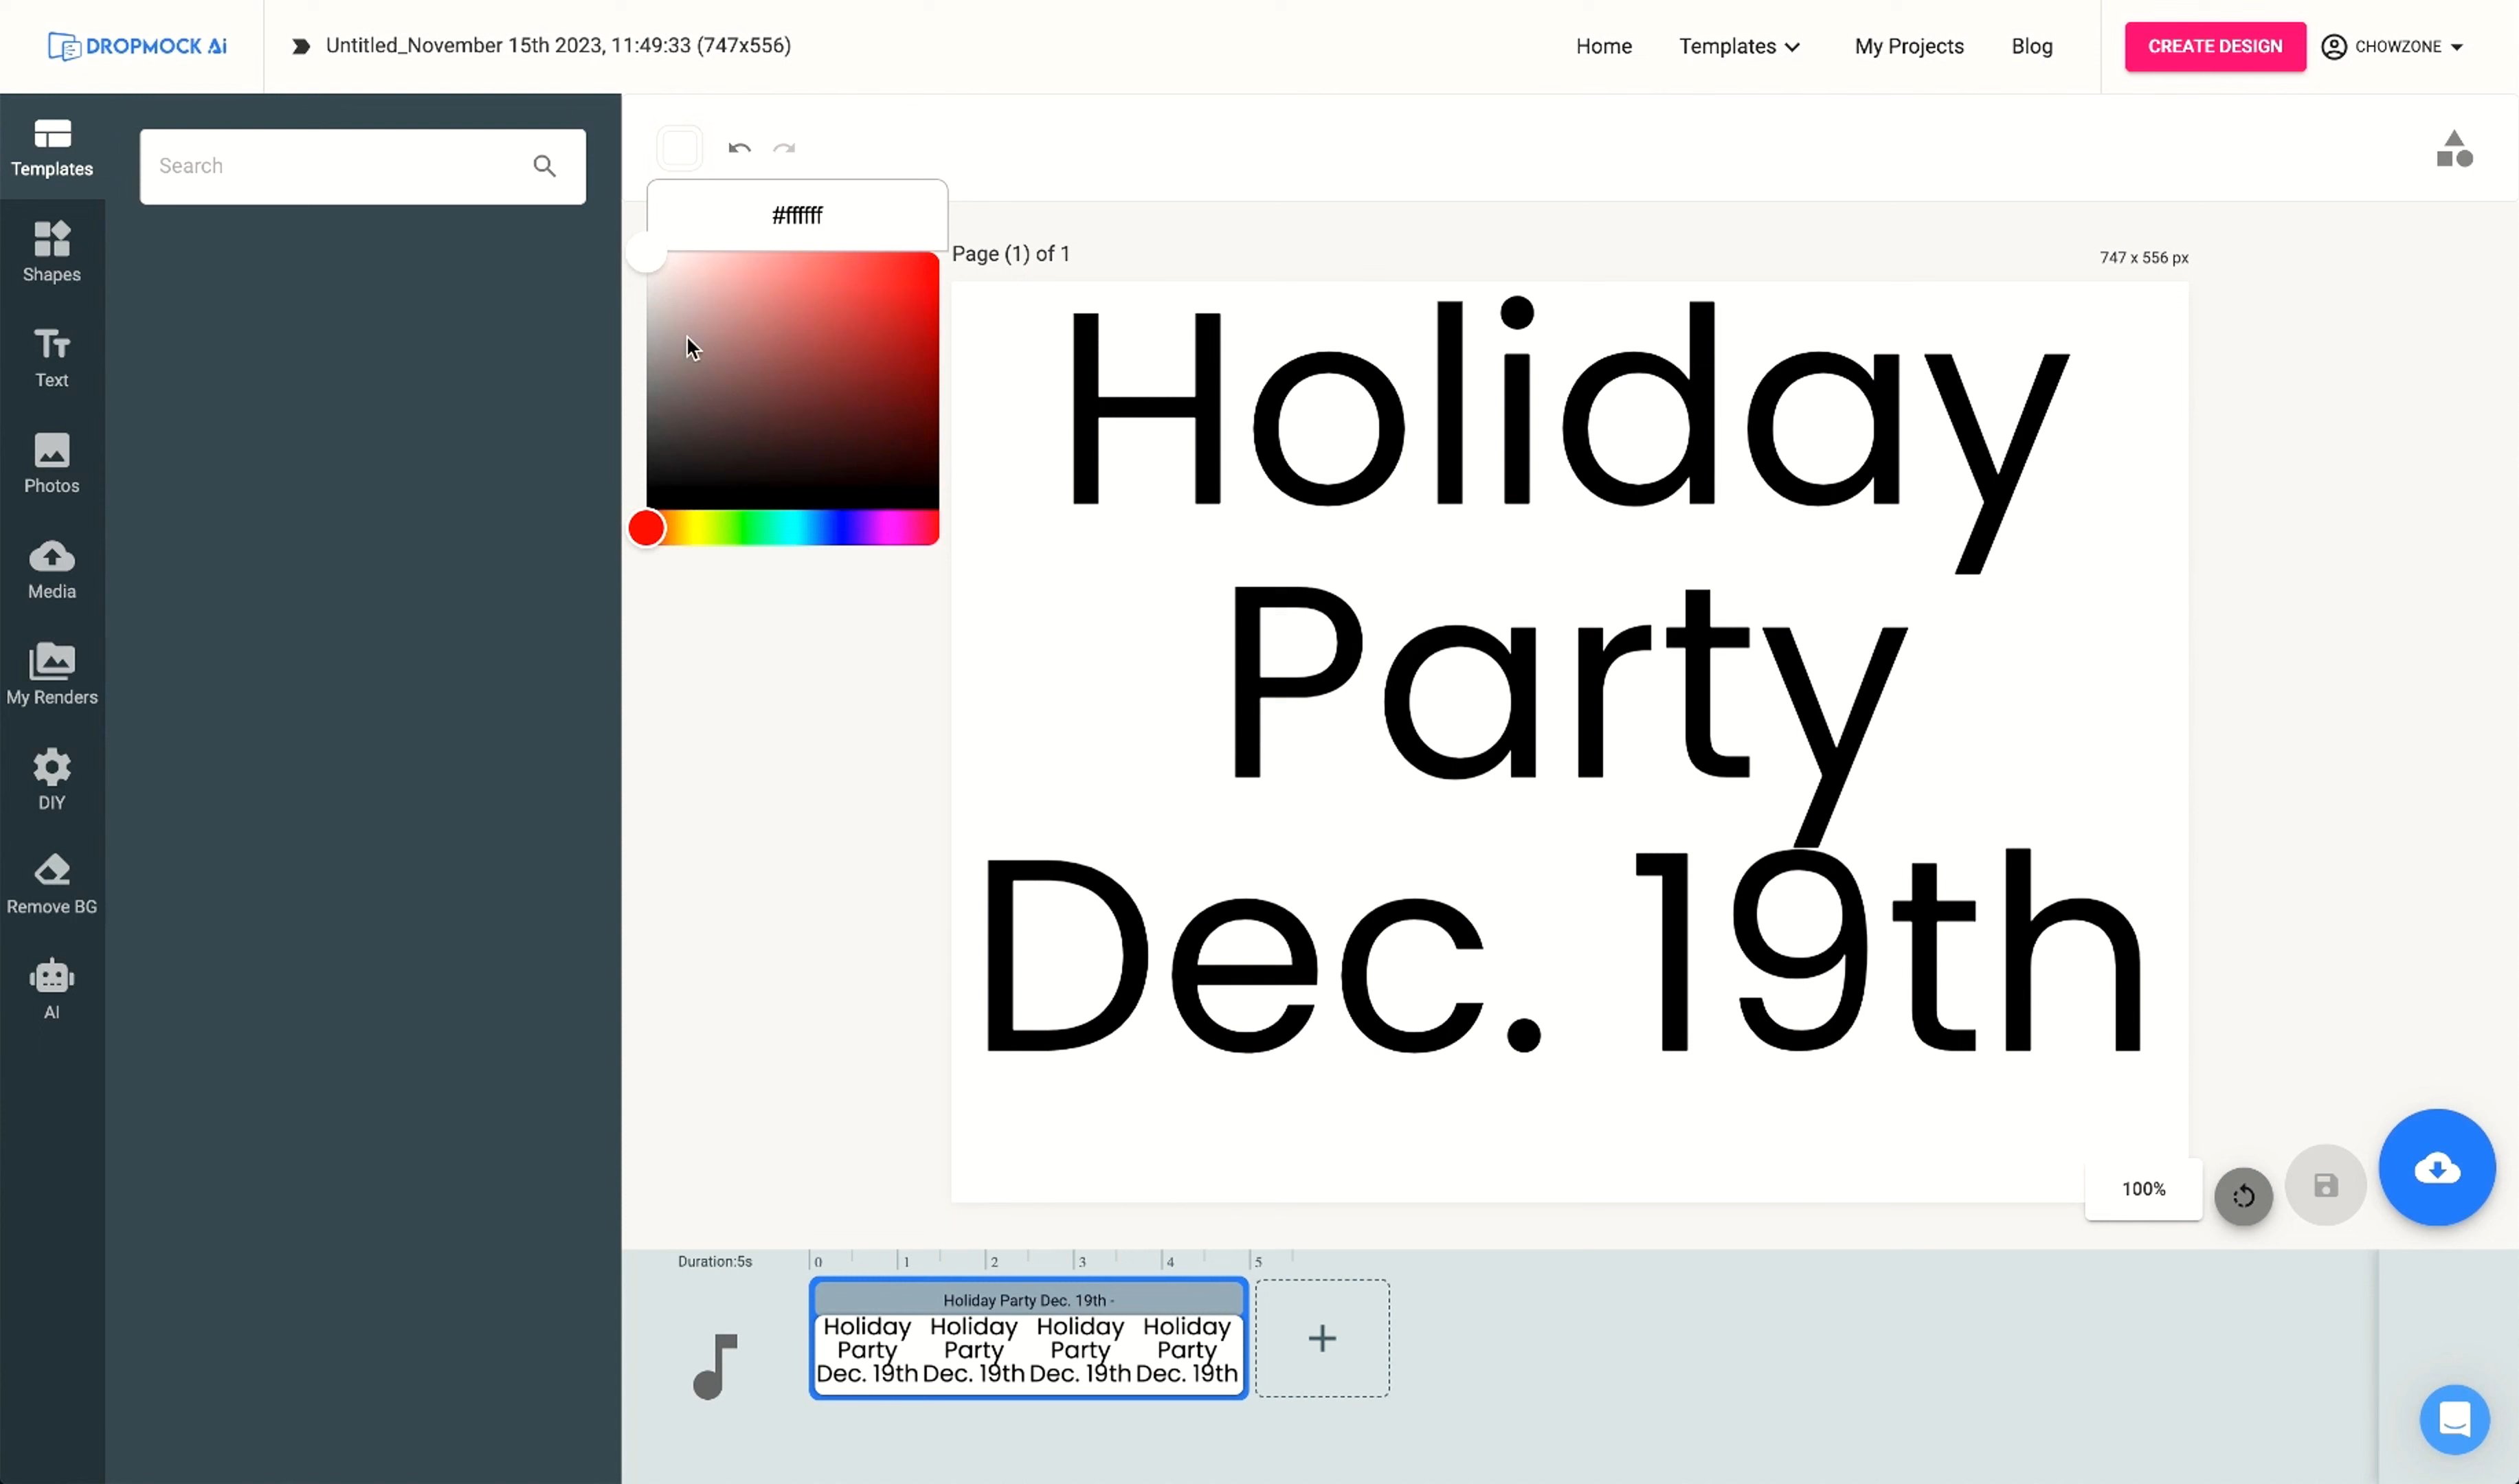 DROPMOCK Ai
Untitled_November 15th 2023, 11:49:33 (747x556)
Home
Templates
My Projects
Blog
CREATE DESIGN
CHOWZONE
Templates
Search
Shapes
Text
Photos
Media
My Renders
DIY
Remove BG
AI
#ffffff
Page (1) of 1
747 x 556 px
Holiday
Party
Dec. 19th
100%
Duration:5s
0 1 2 3 4 5
Holiday Party Dec. 19th -
Holiday Holiday Holiday Holiday
Party Party Party Party
Dec. 19th Dec. 19th Dec. 19th Dec. 19th